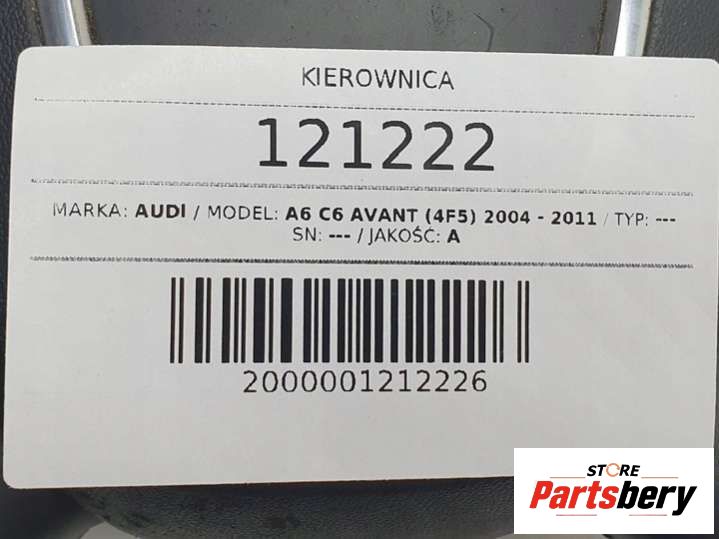 KIEROWNICA
121222
MARKA: AUDI / MODEL: A6 C6 AVANT (4F5) 2004 - 2011 / TYP: ---
SN: --- / JAKOŚĆ: A
2000001212226
STORE
Partsbery